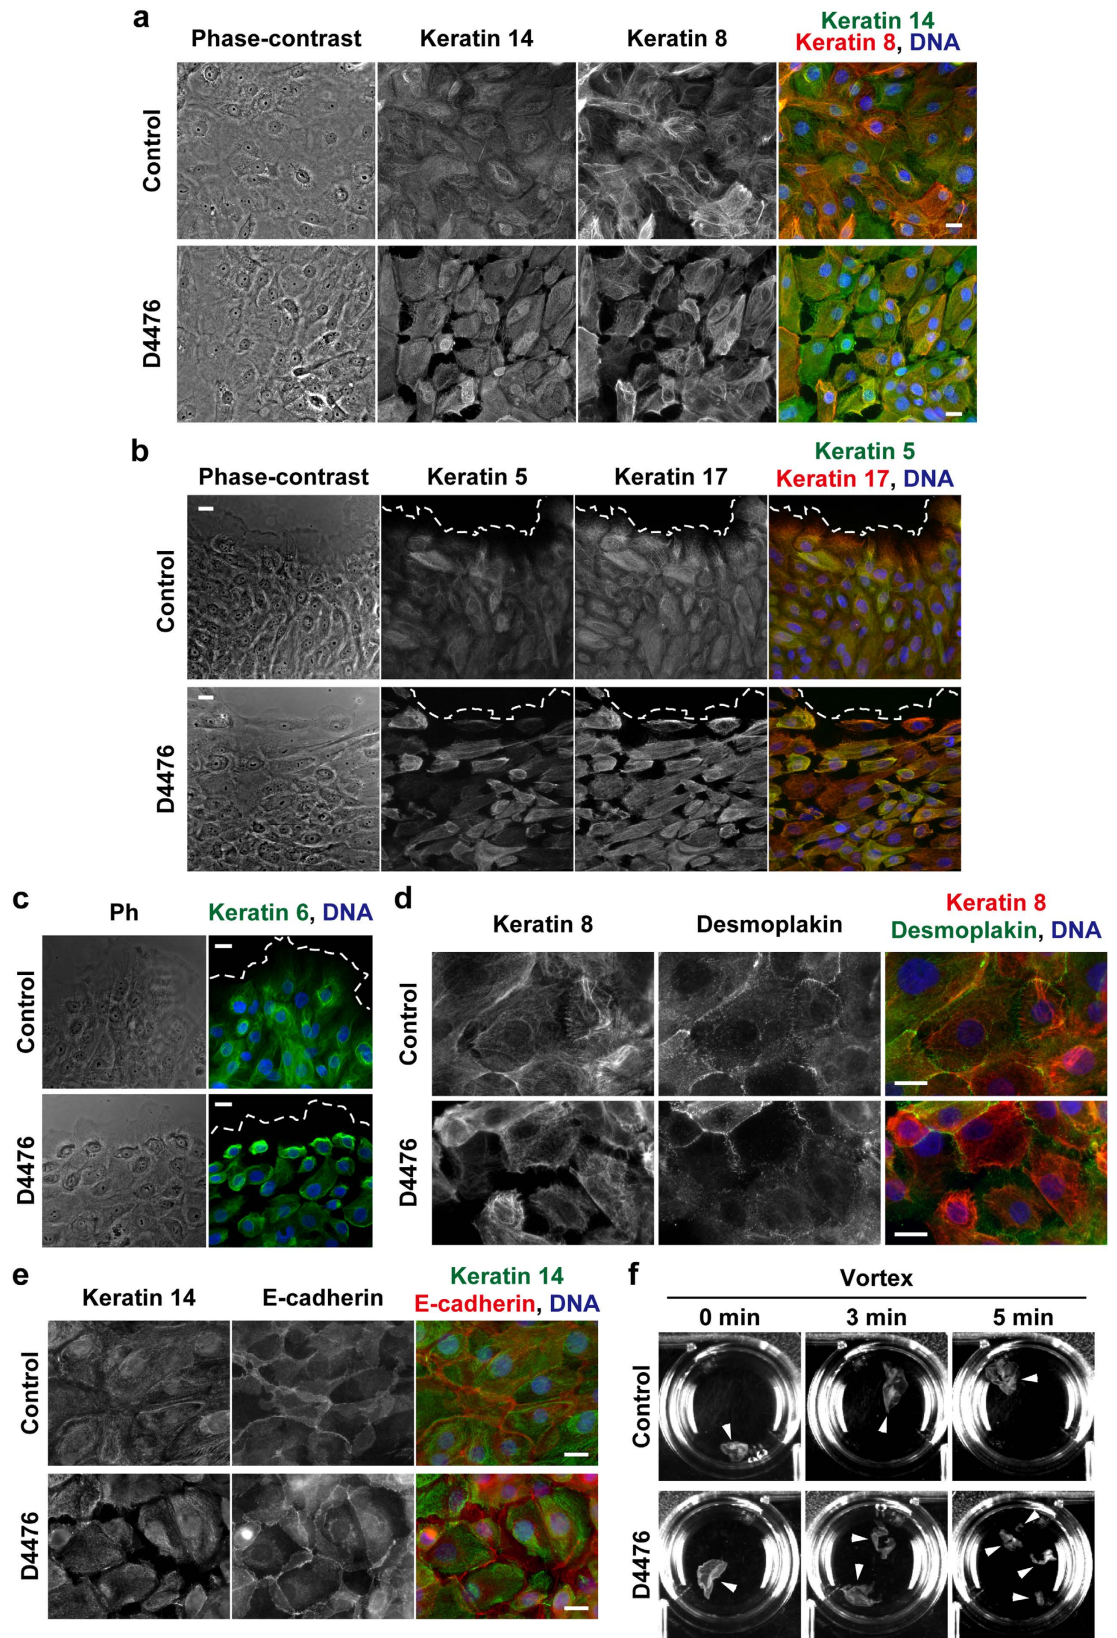 a
Phase-contrast
Keratin 14
Keratin 8
Keratin 14
Keratin 8, DNA
Control
D4476
b
Phase-contrast
Keratin 5
Keratin 17
Keratin 5
Keratin 17, DNA
Control
D4476
c
Ph
Keratin 6, DNA
Control
D4476
d
Keratin 8
Desmoplakin
Keratin 8
Desmoplakin, DNA
Control
D4476
e
Keratin 14
E-cadherin
Keratin 14
E-cadherin, DNA
Control
D4476
f
Vortex
0 min
3 min
5 min
Control
D4476